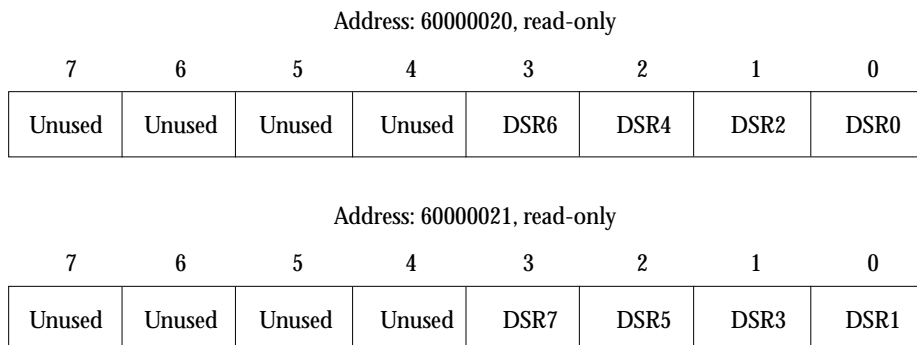 Address: 60000020, read-only
7 6 5 4 3 2 1 0
Unused Unused Unused Unused DSR6 DSR4 DSR2 DSR0
Address: 60000021, read-only
7 6 5 4 3 2 1 0
Unused Unused Unused Unused DSR7 DSR5 DSR3 DSR1